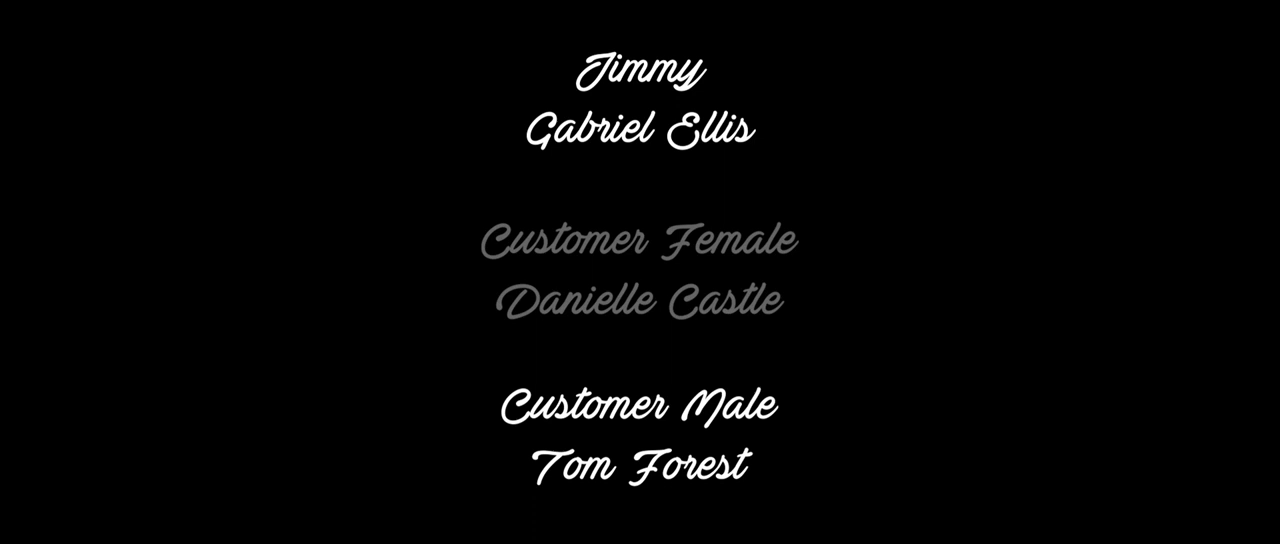 Jimmy
Gabriel Ellis
Customer Female
Danielle Castle
Customer Male
Tom Forest